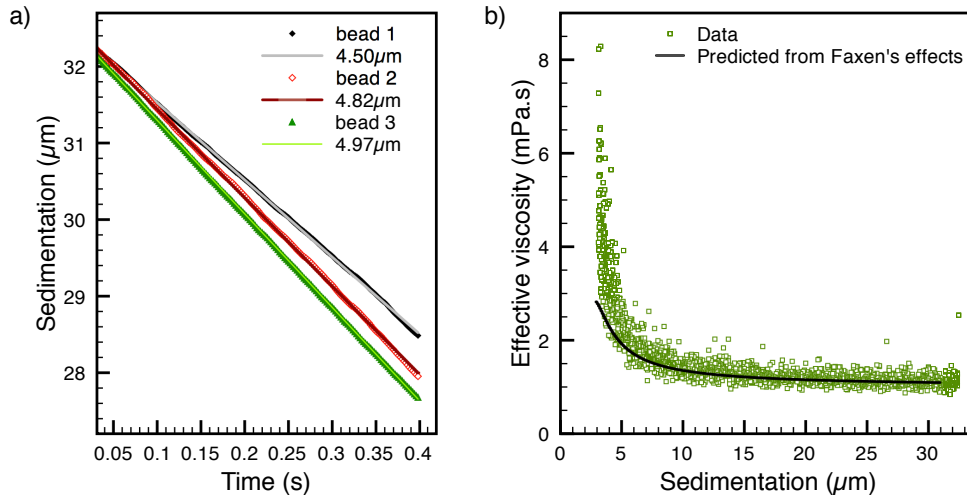 a)
bead 1
4.50µm
bead 2
4.82µm
bead 3
4.97µm
32
31
30
29
28
Sedimentation (µm)
0.05 0.1 0.15 0.2 0.25 0.3 0.35 0.4
Time (s)
b)
Data
Predicted from Faxen's effects
8
6
4
2
0
Effective viscosity (mPa.s)
0 5 10 15 20 25 30
Sedimentation (µm)